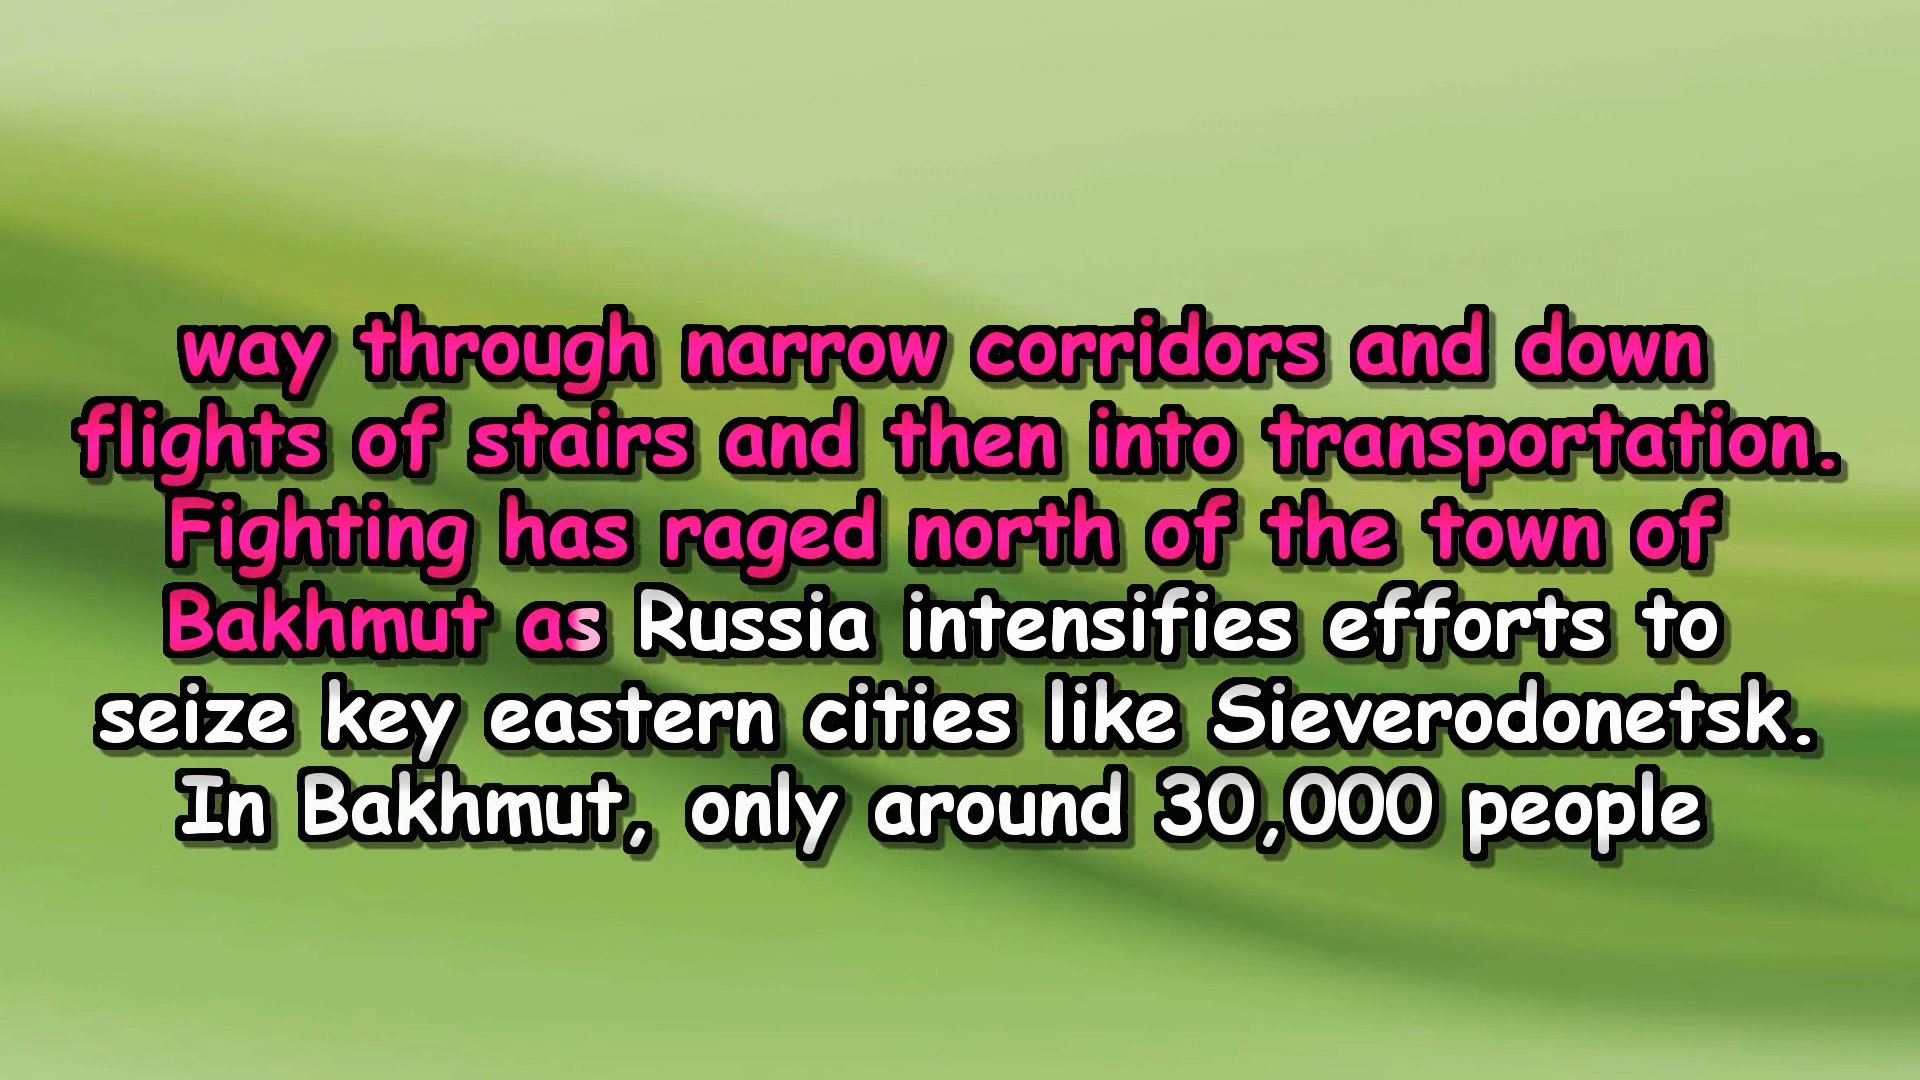 way through narrow corridors and down
flights of stairs and then into transportation.
Fighting has raged north of the town of
Bakhmut as Russia intensifies efforts to
seize key eastern cities like Sieverodonetsk.
In Bakhmut, only around 30,000 people